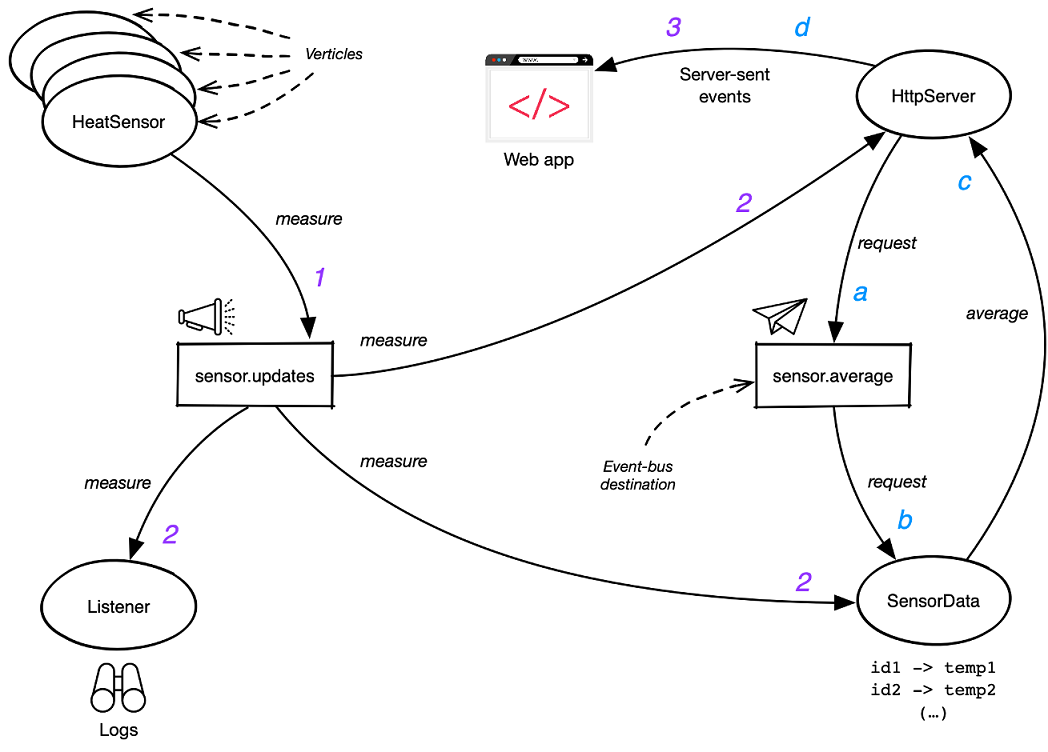 3
d
Verticles
Server-sent
events
HttpServer
HeatSensor
</>
Web app
c
2
measure
request
1
a
average
measure
sensor.updates
sensor.average
measure
Event-bus
destination
measure
request
2
b
2
Listener
SensorData
id1 -> temp1
id2 -> temp2
(…)
Logs